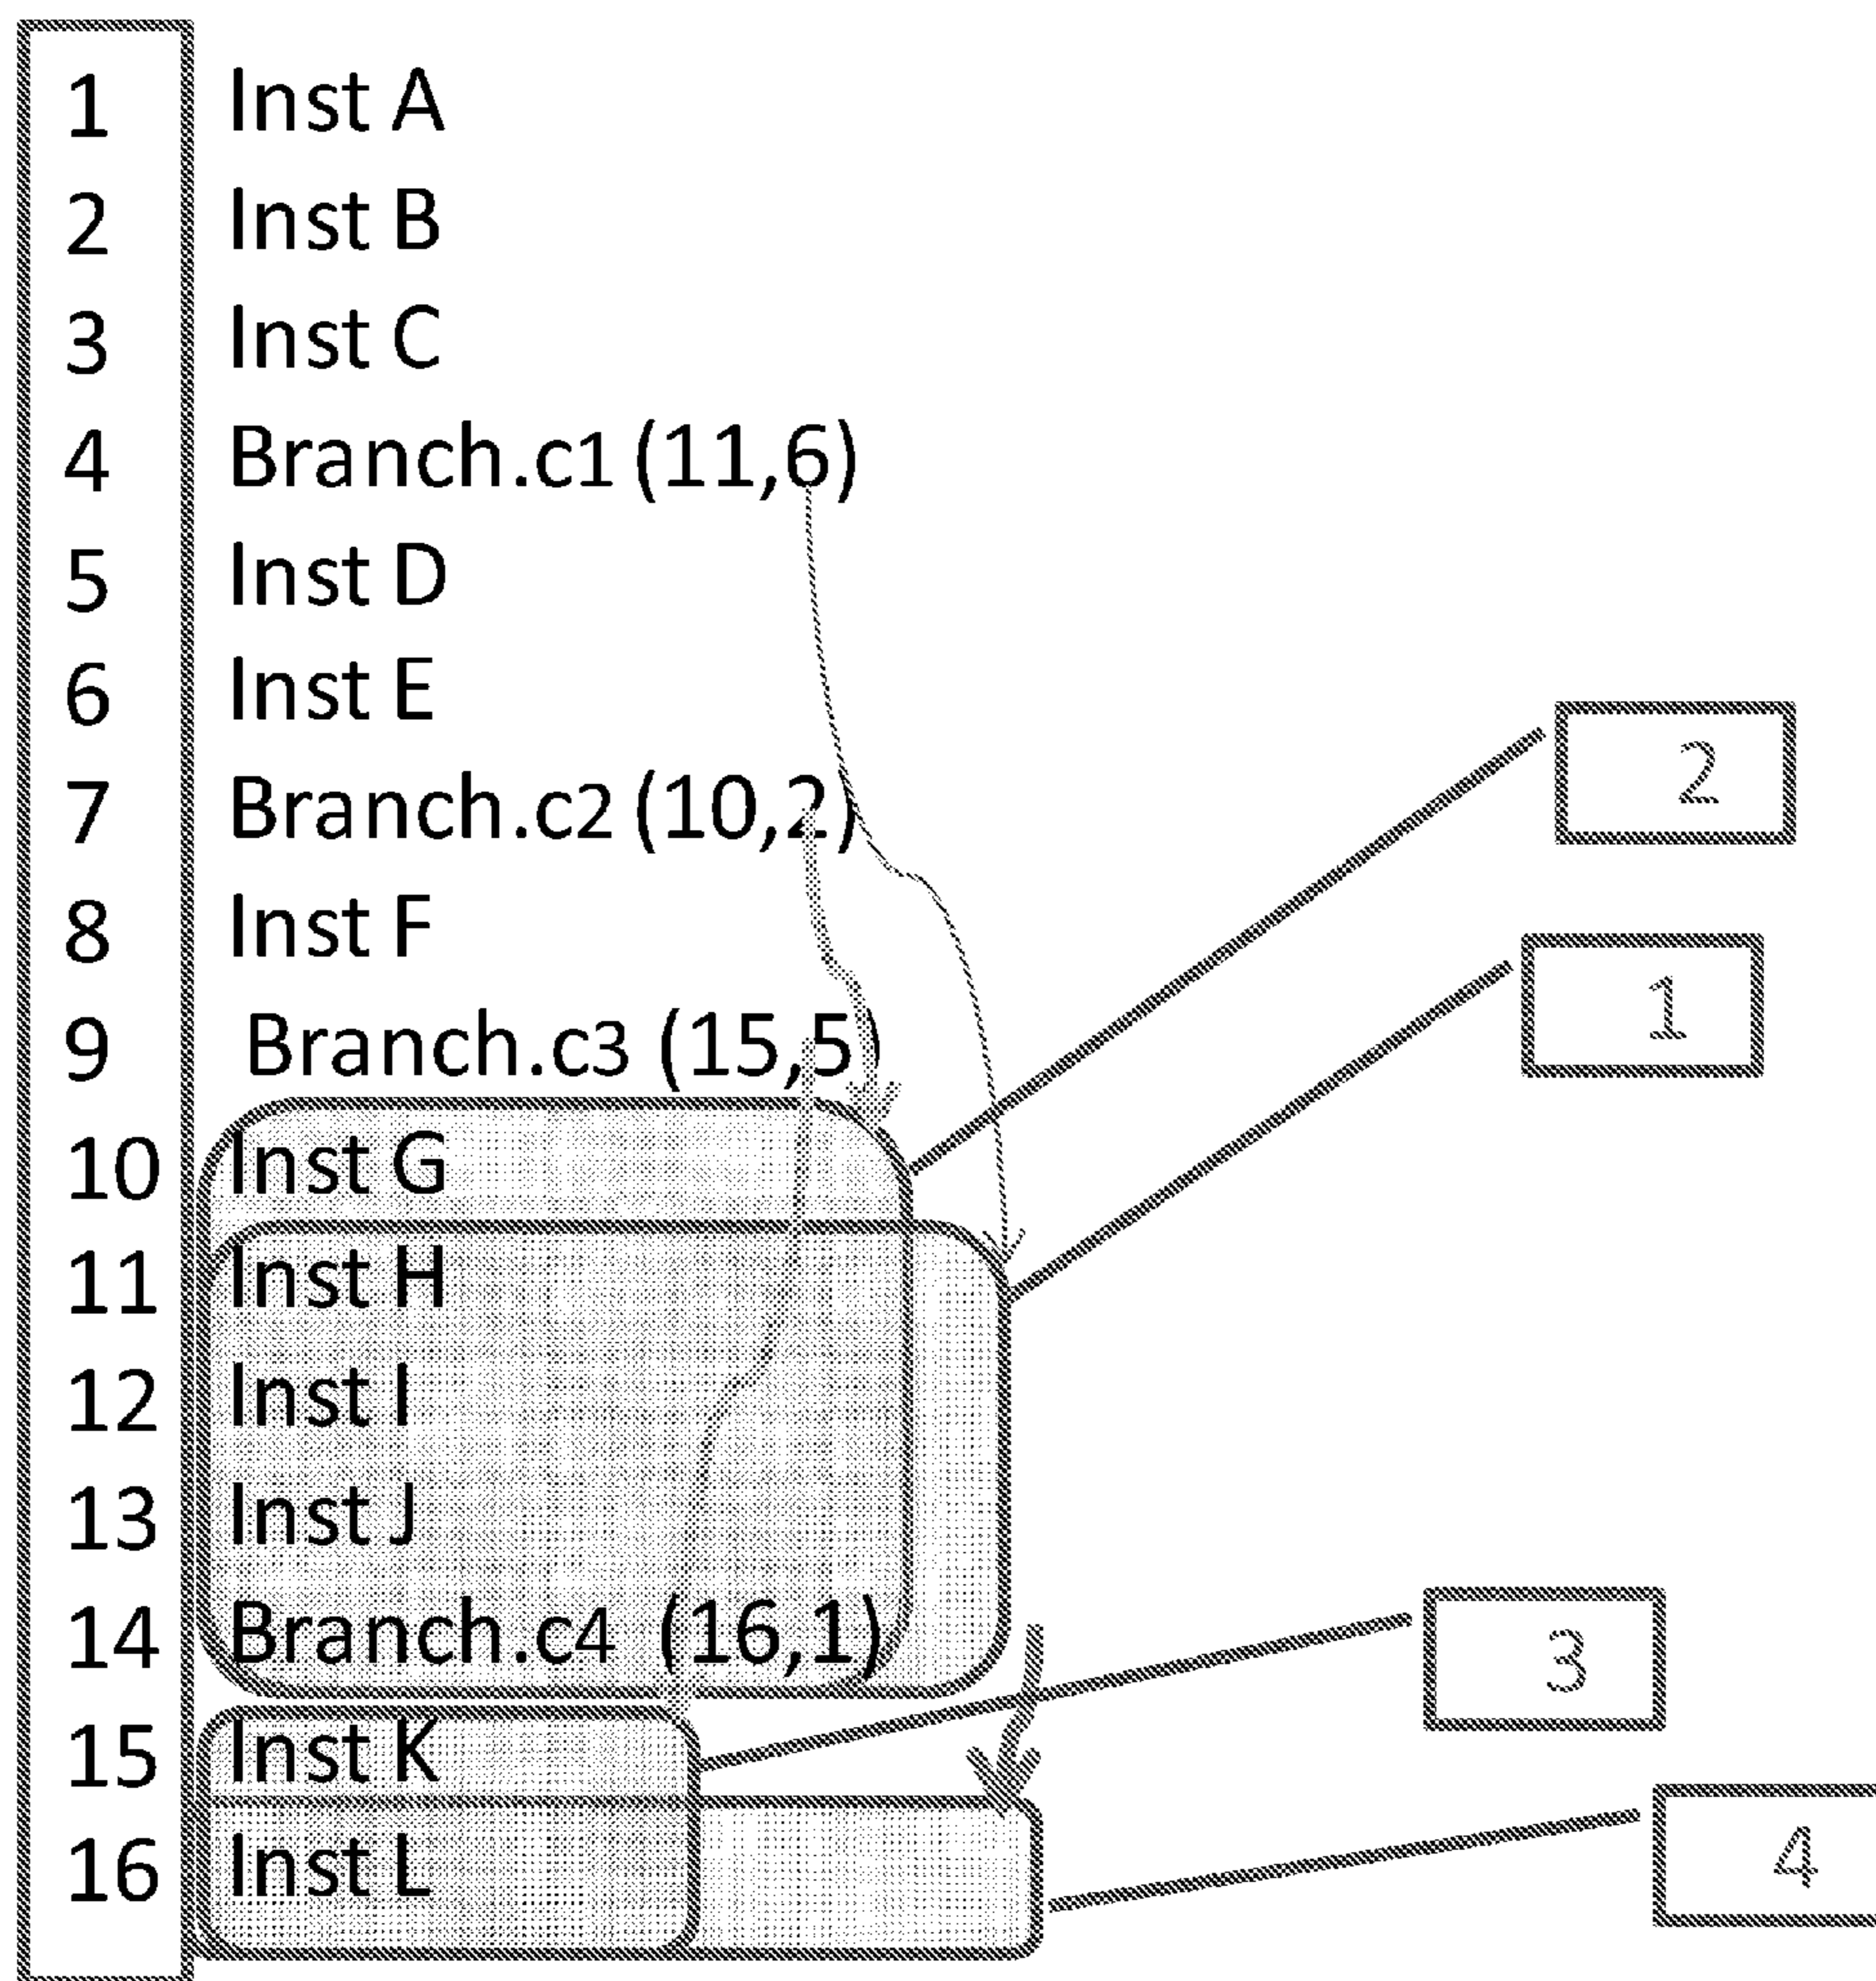 1 Inst A
2 Inst B
3 Inst C
4 Branch.c1 (11,6)
5 Inst D
6 Inst E
2
7 Branch.c2 (10,2)
8 Inst F
1
9 Branch.c3 (15,5)
10 Inst G
11 Inst H
12 Inst I
13 Inst J
14 Branch.c4 (16,1)
3
15 Inst K
16 Inst L
4